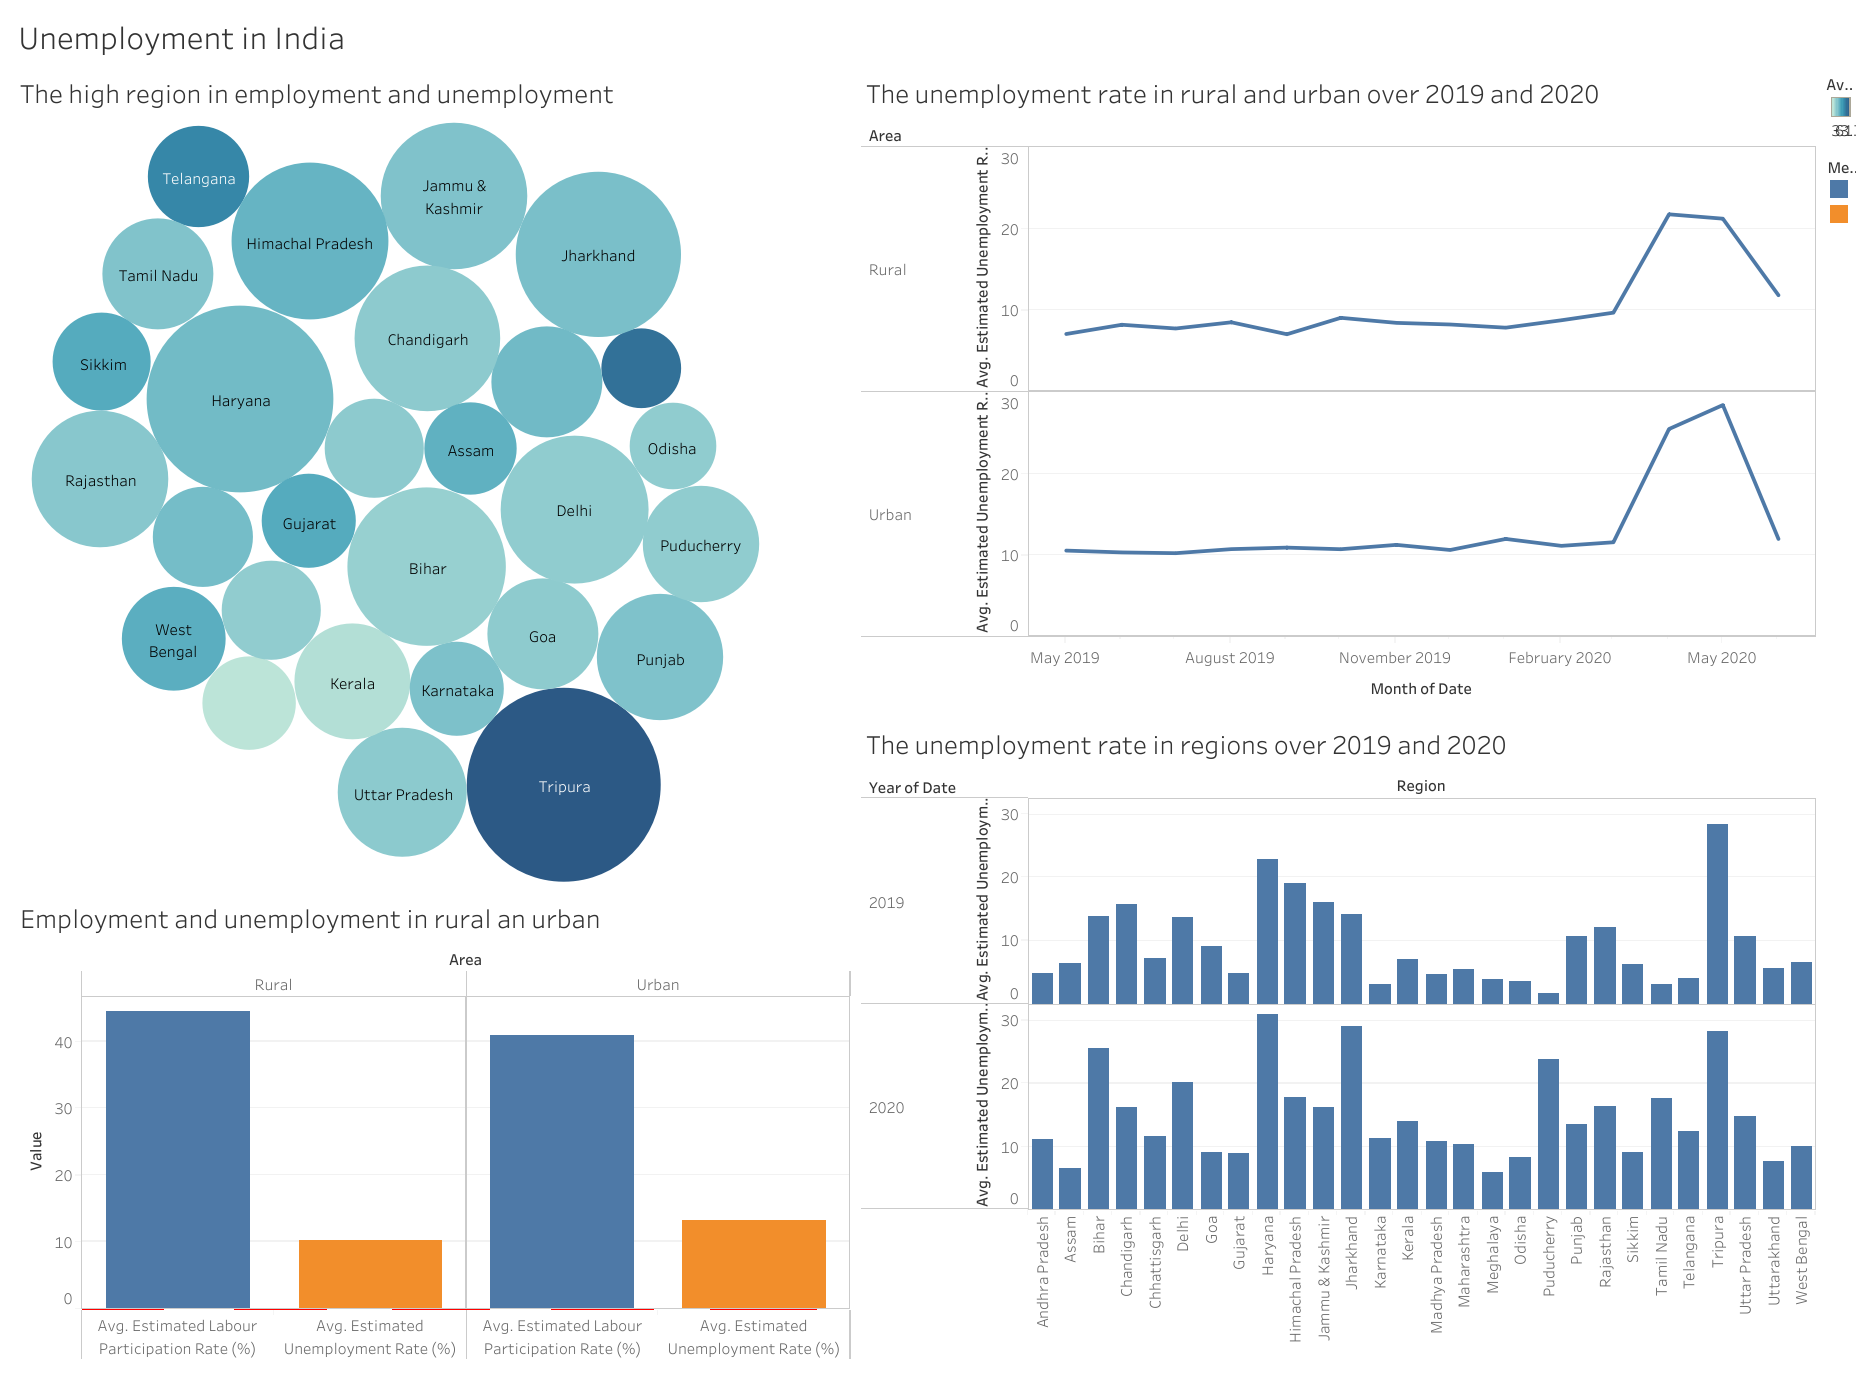 Unemployment in India
The high region in employment and unemployment
Telangana
Jammu &
Kashmir
Himachal Pradesh
Jharkhand
Tamil Nadu
Chandigarh
Sikkim
Haryana
Assam
Odisha
Rajasthan
Delhi
Gujarat
Puducherry
Bihar
West
Bengal
Goa
Punjab
Kerala
Karnataka
Tripura
Uttar Pradesh
The unemployment rate in rural and urban over 2019 and 2020
Area
Rural
Avg. Estimated Unemployment R..
30
20
10
0
Urban
Avg. Estimated Unemployment R..
30
20
10
0
May 2019
August 2019
November 2019
February 2020
May 2020
Month of Date
Av..
Me..
Employment and unemployment in rural an urban
Area
Rural
Urban
Value
40
30
20
10
0
Avg. Estimated Labour
Participation Rate (%)
Avg. Estimated
Unemployment Rate (%)
Avg. Estimated Labour
Participation Rate (%)
Avg. Estimated
Unemployment Rate (%)
The unemployment rate in regions over 2019 and 2020
Year of Date
Region
2019
Avg. Estimated Unemploym..
30
20
10
0
2020
Avg. Estimated Unemploym..
30
20
10
0
Andhra Pradesh
Assam
Bihar
Chandigarh
Chhattisgarh
Delhi
Goa
Gujarat
Haryana
Himachal Pradesh
Jammu & Kashmir
Jharkhand
Karnataka
Kerala
Madhya Pradesh
Maharashtra
Meghalaya
Odisha
Puducherry
Punjab
Rajasthan
Sikkim
Tamil Nadu
Telangana
Tripura
Uttar Pradesh
Uttarakhand
West Bengal